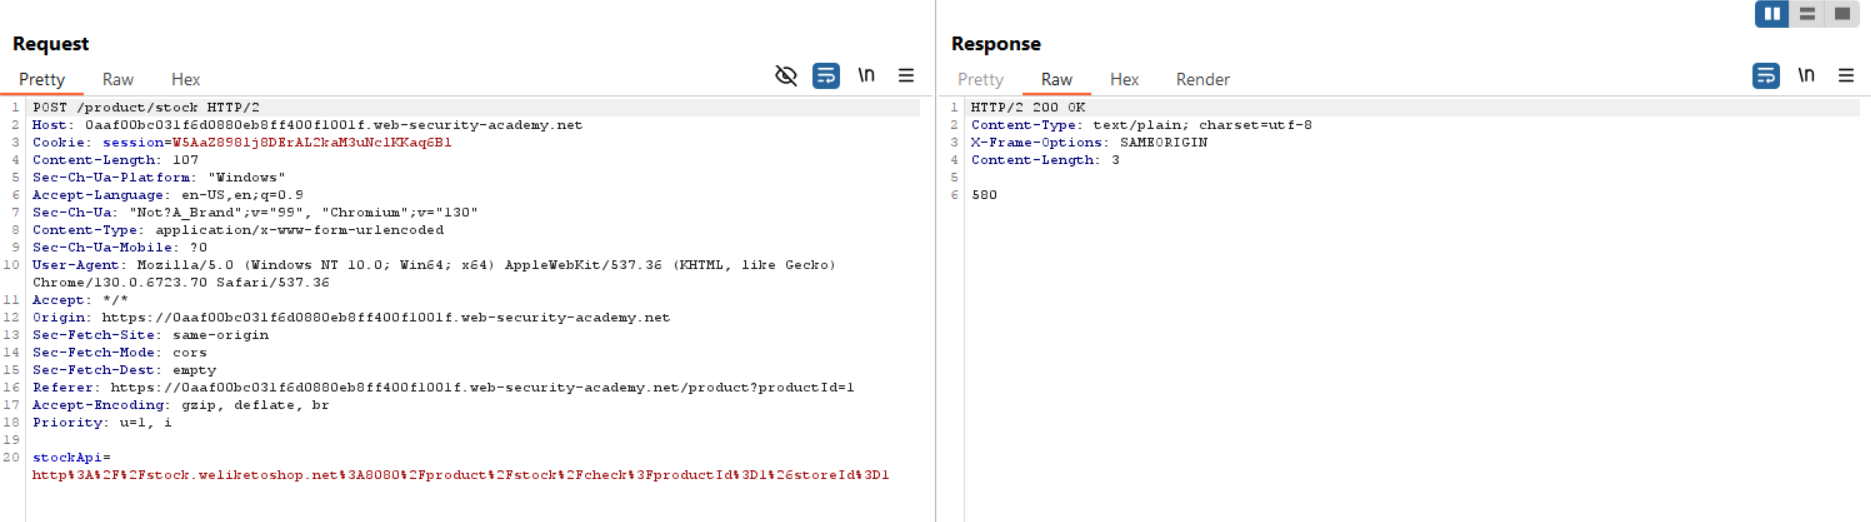 Request
Pretty Raw Hex \n
1 POST /product/stock HTTP/2
2 Host: 0aaf00bc031f6d0880eb8ff400f1001f.web-security-academy.net
3 Cookie: session=W5AaZ8981j8DErAL2kaM3uNc1KKaq6B1
4 Content-Length: 107
5 Sec-Ch-Ua-Platform: "Windows"
6 Accept-Language: en-US,en;q=0.9
7 Sec-Ch-Ua: "Not?A_Brand";v="99", "Chromium";v="130"
8 Content-Type: application/x-www-form-urlencoded
9 Sec-Ch-Ua-Mobile: ?0
10 User-Agent: Mozilla/5.0 (Windows NT 10.0; Win64; x64) AppleWebKit/537.36 (KHTML, like Gecko)
Chrome/130.0.6723.70 Safari/537.36
11 Accept: */*
12 Origin: https://0aaf00bc031f6d0880eb8ff400f1001f.web-security-academy.net
13 Sec-Fetch-Site: same-origin
14 Sec-Fetch-Mode: cors
15 Sec-Fetch-Dest: empty
16 Referer: https://0aaf00bc031f6d0880eb8ff400f1001f.web-security-academy.net/product?productId=1
17 Accept-Encoding: gzip, deflate, br
18 Priority: u=1, i
19
20 stockApi=
http%3A%2F%2Fstock.weliketoshop.net%3A8080%2Fproduct%2Fstock%2Fcheck%3FproductId%3D1%26storeId%3D1
Response
Pretty Raw Hex Render \n
1 HTTP/2 200 OK
2 Content-Type: text/plain; charset=utf-8
3 X-Frame-Options: SAMEORIGIN
4 Content-Length: 3
5
6 580